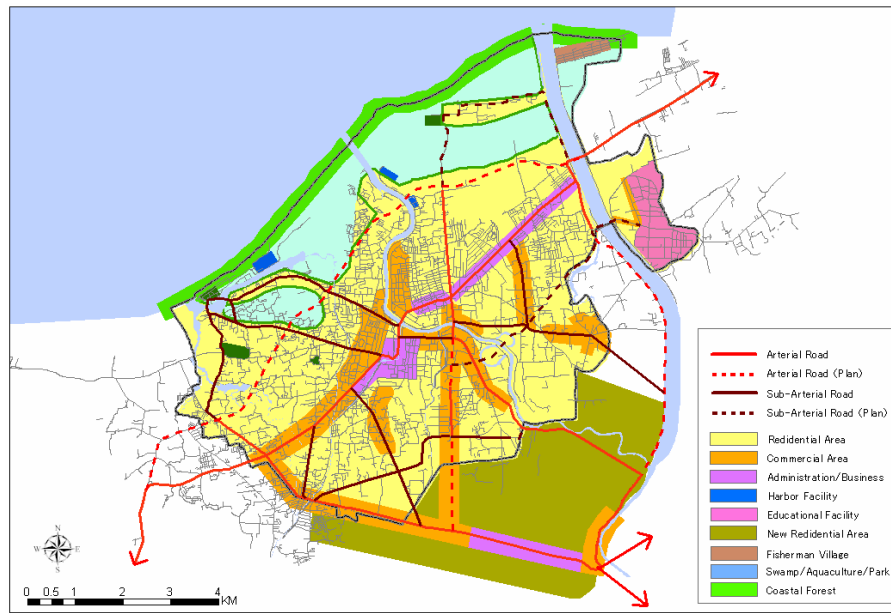 Arterial Road
Arterial Road (Plan)
Sub-Arterial Road
Sub-Arterial Road (Plan)
Redidential Area
Commercial Area
Administration/Business
Harbor Facility
Educational Facility
New Redidential Area
Fisherman Village
Swamp/Aquaculture/Park
Coastal Forest
N
W E
S
0 0.5 1 2 3 4
KM